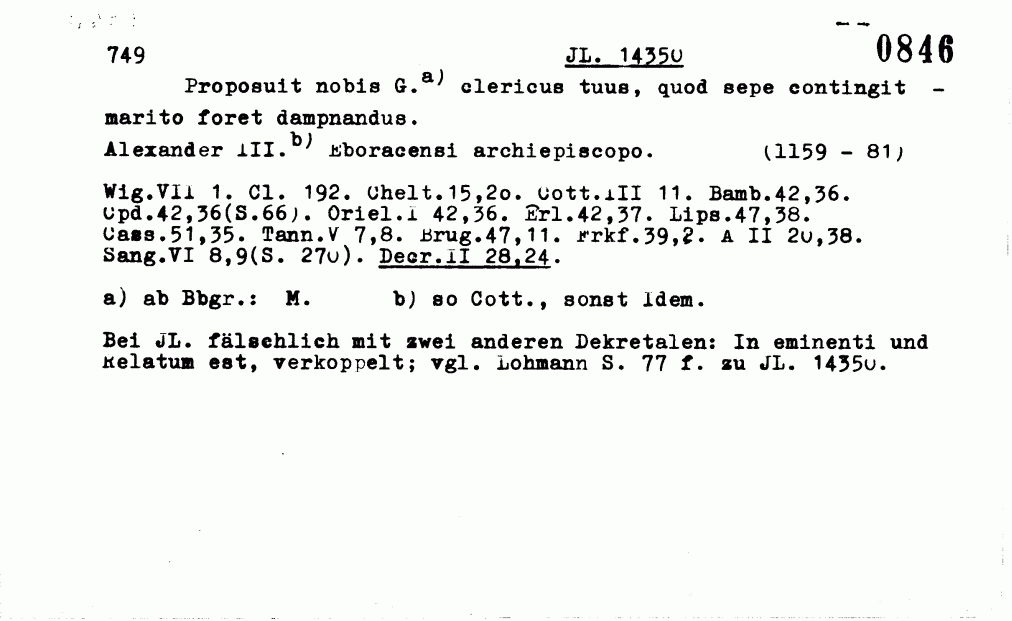 749 JL. 14350 0846
Proposuit nobis G.a) clericus tuus, quod sepe contingit -
marito foret dampnandus.
Alexander III.b) Eboracensi archiepiscopo. (1159 - 81)
Wig.VII 1. Cl. 192. Chelt.15,20. Cott.III 11. Bamb.42,36.
Cpd.42,36(S.66). Oriel.I 42,36. Erl.42,37. Lips.47,38.
Cass.51,35. Tann.V 7,8. Brug.47,11. Frkf.39,2. A II 20,38.
Sang.VI 8,9(S. 270). Decr.II 28,24.
a) ab Bbgr.: M. b) so Cott., sonst Idem.
Bei JL. fälschlich mit zwei anderen Dekretalen: In eminenti und
Relatum est, verkoppelt; vgl. Lohmann S. 77 f. zu JL. 14350.